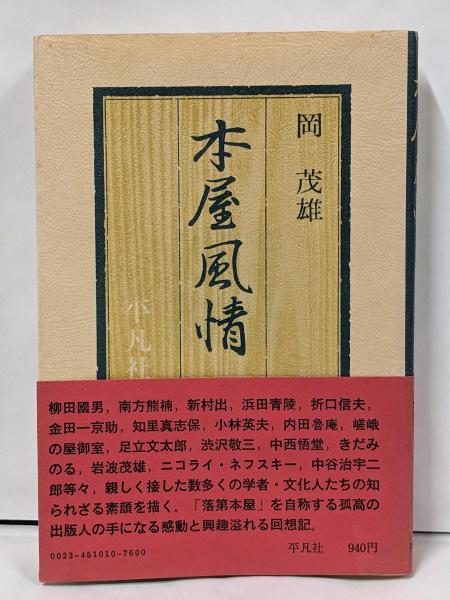 岡 茂雄
本屋風情
平凡社
柳田國男，南方熊楠，新村出，浜田青陵，折口信夫，
金田一京助，知里真志保，小林英夫，内田魯庵，嵯峨
の屋御室，足立文太郎，渋沢敬三，中西悟堂，きだみ
のる，岩波茂雄，ニコライ・ネフスキー，中谷治宇二
郎等々，親しく接した数多くの学者・文化人たちの知
られざる素顔を描く。「落第本屋」を自称する孤高の
出版人の手になる感動と興趣溢れる回想記。
0023-451010-7600
平凡社 940円